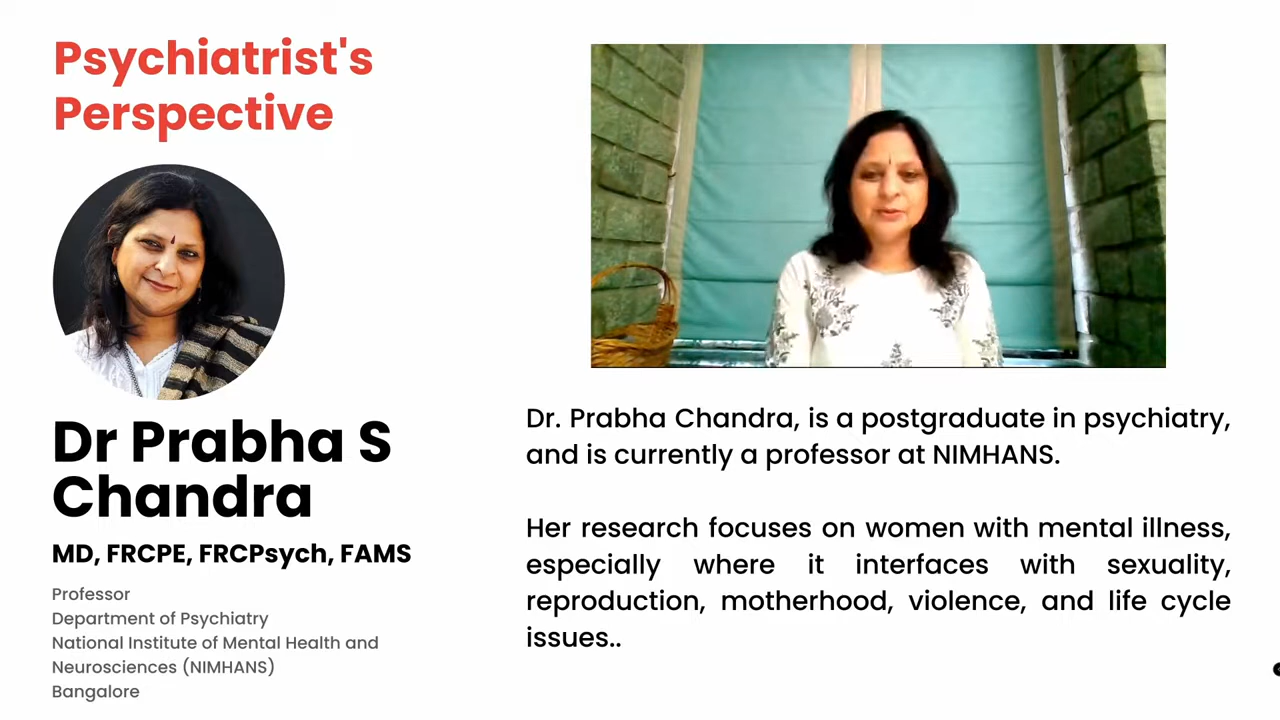 Psychiatrist's
Perspective
Dr Prabha S
Chandra
MD, FRCPE, FRCPsych, FAMS
Professor
Department of Psychiatry
National Institute of Mental Health and
Neurosciences (NIMHANS)
Bangalore
Dr. Prabha Chandra, is a postgraduate in psychiatry,
and is currently a professor at NIMHANS.
Her research focuses on women with mental illness,
especially where it interfaces with sexuality,
reproduction, motherhood, violence, and life cycle
issues..